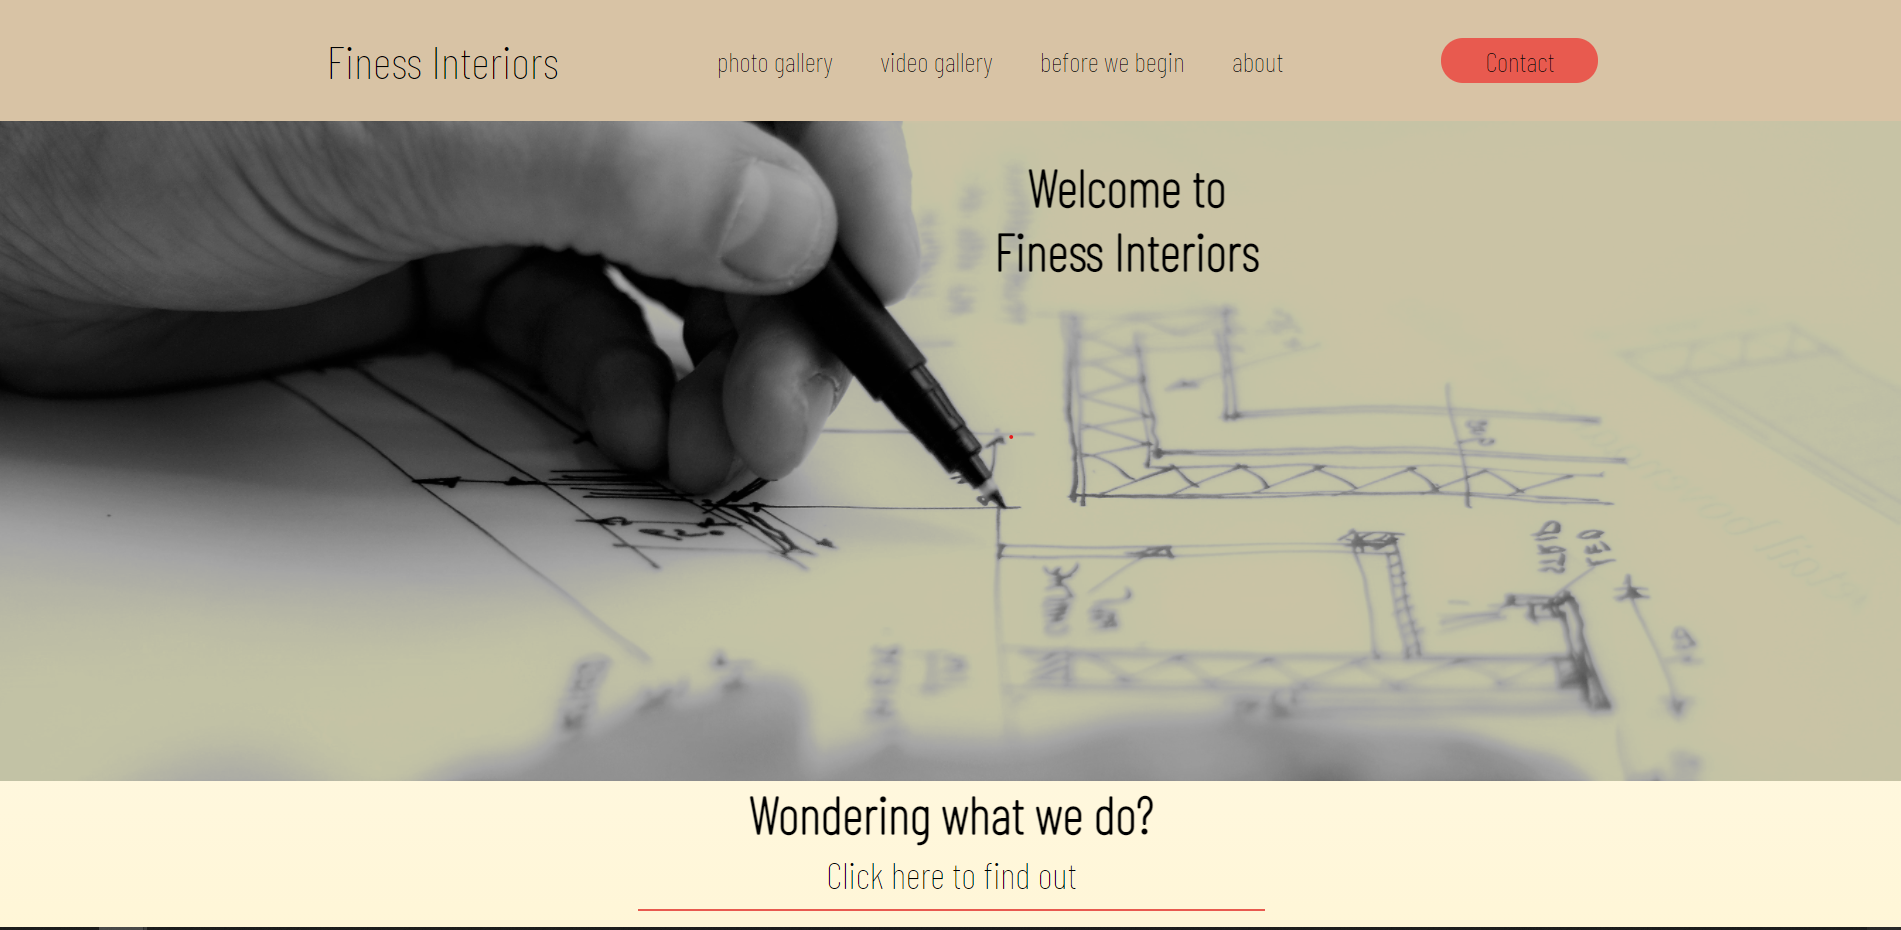 Finess Interiors
photo gallery
video gallery
before we begin
about
Contact
Welcome to
Finess Interiors
Wondering what we do?
Click here to find out